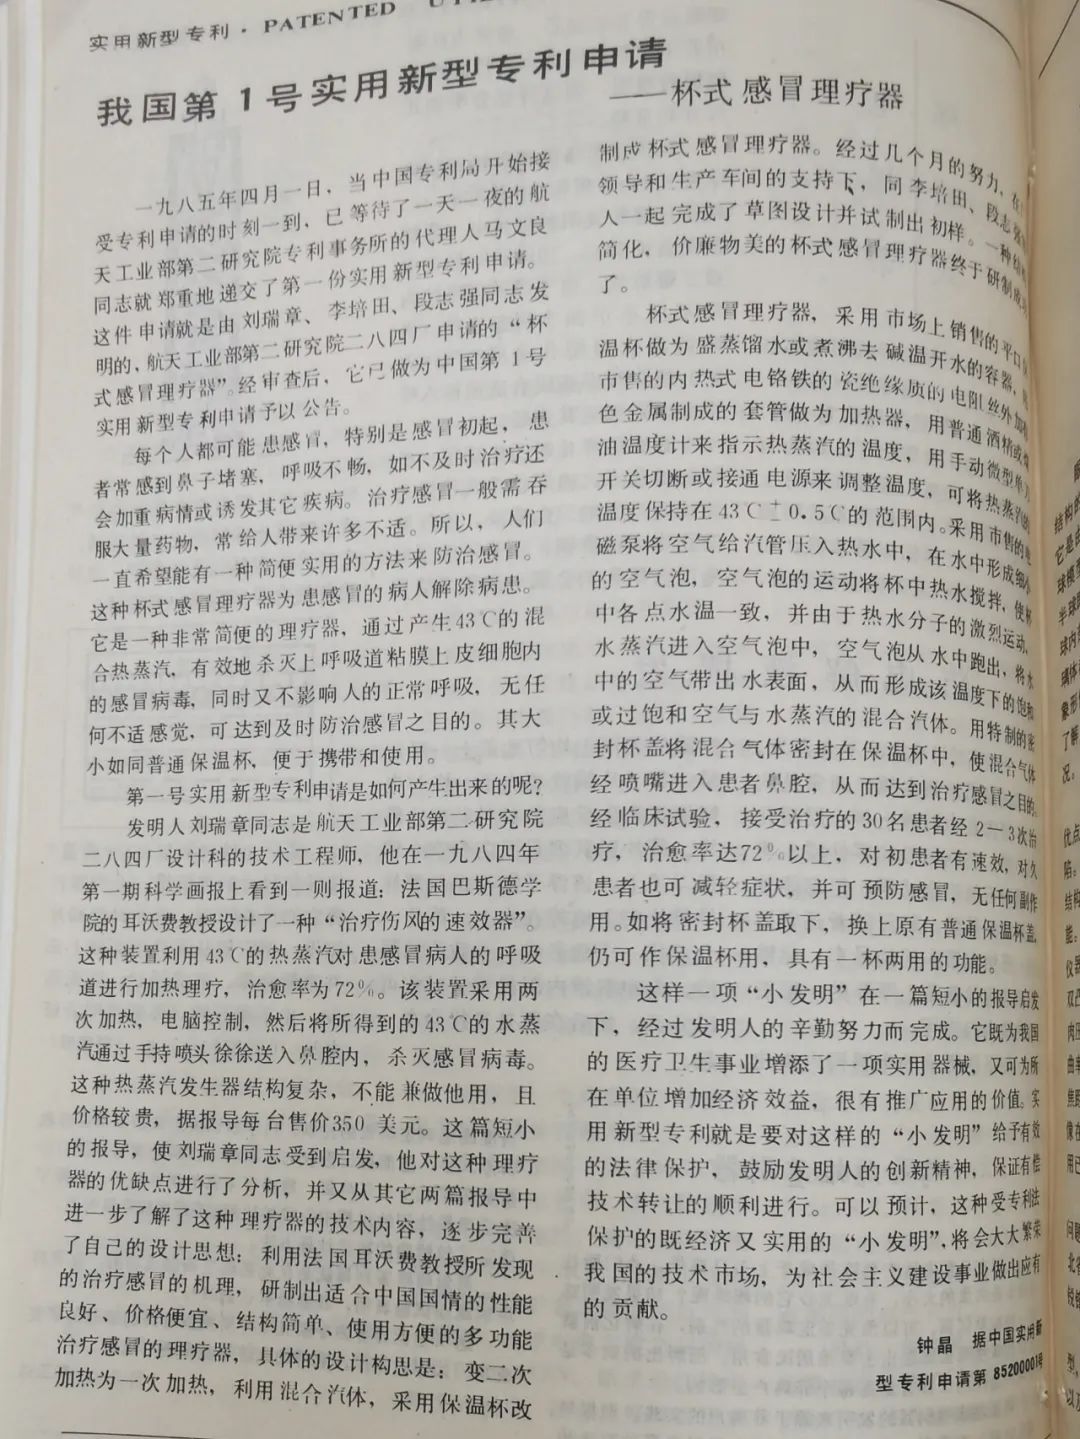 实用新型专利·PATENTED
我国第1号实用新型专利申请
——杯式感冒理疗器
一九八五年四月一日，当中国专利局开始接
受专利申请的时刻一到，已等待了一天一夜的航
天工业部第二研究院专利事务所的代理人马文良
同志就郑重地递交了第一份实用新型专利申请。
这件申请就是由刘瑞章、李培田、段志强同志发
明的，航天工业部第二研究院二八四厂申请的“杯
式感冒理疗器”。经审查后，它已做为中国第1号
实用新型专利申请予以公告。
每个人都可能患感冒，特别是感冒初起，患
者常感到鼻子堵塞，呼吸不畅，如不及时治疗还
会加重病情或诱发其它疾病。治疗感冒一般需吞
服大量药物，常给人带来许多不适。所以，人们
一直希望能有一种简便实用的方法来防治感冒。
这种杯式感冒理疗器为患感冒的病人解除病患。
它是一种非常简便的理疗器，通过产生43℃的混
合热蒸汽，有效地杀灭上呼吸道粘膜上皮细胞内
的感冒病毒，同时又不影响人的正常呼吸，无任
何不适感觉，可达到及时防治感冒之目的。其大
小如同普通保温杯，便于携带和使用。
第一号实用新型专利申请是如何产生出来的呢？
发明人刘瑞章同志是航天工业部第二研究院
二八四厂设计科的技术工程师，他在一九八四年
第一期科学画报上看到一则报道：法国巴斯德学
院的耳沃费教授设计了一种“治疗伤风的速效器”。
这种装置利用43℃的热蒸汽对患感冒病人的呼吸
道进行加热理疗，治愈率为72%。该装置采用两
次加热，电脑控制，然后将所得到的43℃的水蒸
汽通过手持喷头徐徐送入鼻腔内，杀灭感冒病毒。
这种热蒸汽发生器结构复杂，不能兼做他用，且
价格较贵，据报导每台售价350美元。这篇短小
的报导，使刘瑞章同志受到启发，他对这种理疗
器的优缺点进行了分析，并又从其它两篇报导中
进一步了解了这种理疗器的技术内容，逐步完善
了自己的设计思想：利用法国耳沃费教授所发现
的治疗感冒的机理，研制出适合中国国情的性能
良好、价格便宜、结构简单、使用方便的多功能
治疗感冒的理疗器，具体的设计构思是：变二次
加热为一次加热，利用混合汽体，采用保温杯改
制成杯式感冒理疗器。经过几个月的努力，在
领导和生产车间的支持下，同李培田、段志强
人一起完成了草图设计并试制出初样。一种结构
简化，价廉物美的杯式感冒理疗器终于研制成功
了。
杯式感冒理疗器，采用市场上销售的平口
温杯做为盛蒸馏水或煮沸去碱温开水的容器，
市售的内热式电铬铁的瓷绝缘质的电阻丝外加
色金属制成的套管做为加热器，用普通酒精或煤
油温度计来指示热蒸汽的温度，用手动微型单刀
开关切断或接通电源来调整温度，可将热蒸汽的
温度保持在43℃±0.5℃的范围内。采用市售的电
磁泵将空气给汽管压入热水中，在水中形成细小
的空气泡，空气泡的运动将杯中热水搅拌，使杯
中各点水温一致，并由于热水分子的激烈运动，
水蒸汽进入空气泡中，空气泡从水中跑出，将水
中的空气带出水表面，从而形成该温度下的饱和
或过饱和空气与水蒸汽的混合汽体。用特制的密
封杯盖将混合气体密封在保温杯中，使混合气体
经喷嘴进入患者鼻腔，从而达到治疗感冒之目的。
经临床试验，接受治疗的30名患者经2—3次治
疗，治愈率达72%以上，对初患者有速效，对久
患者也可减轻症状，并可预防感冒，无任何副作
用。如将密封杯盖取下，换上原有普通保温杯盖，
仍可作保温杯用，具有一杯两用的功能。
这样一项“小发明”在一篇短小的报导启发
下，经过发明人的辛勤努力而完成。它既为我国
的医疗卫生事业增添了一项实用器械，又可为所
在单位增加经济效益，很有推广应用的价值。实
用新型专利就是要对这样的“小发明”给予有效
的法律保护，鼓励发明人的创新精神，保证有偿
技术转让的顺利进行。可以预计，这种受专利法
保护的既经济又实用的“小发明”，将会大大繁荣
我国的技术市场，为社会主义建设事业做出应有
的贡献。
钟晶 据中国实用新
型专利申请第85200001号